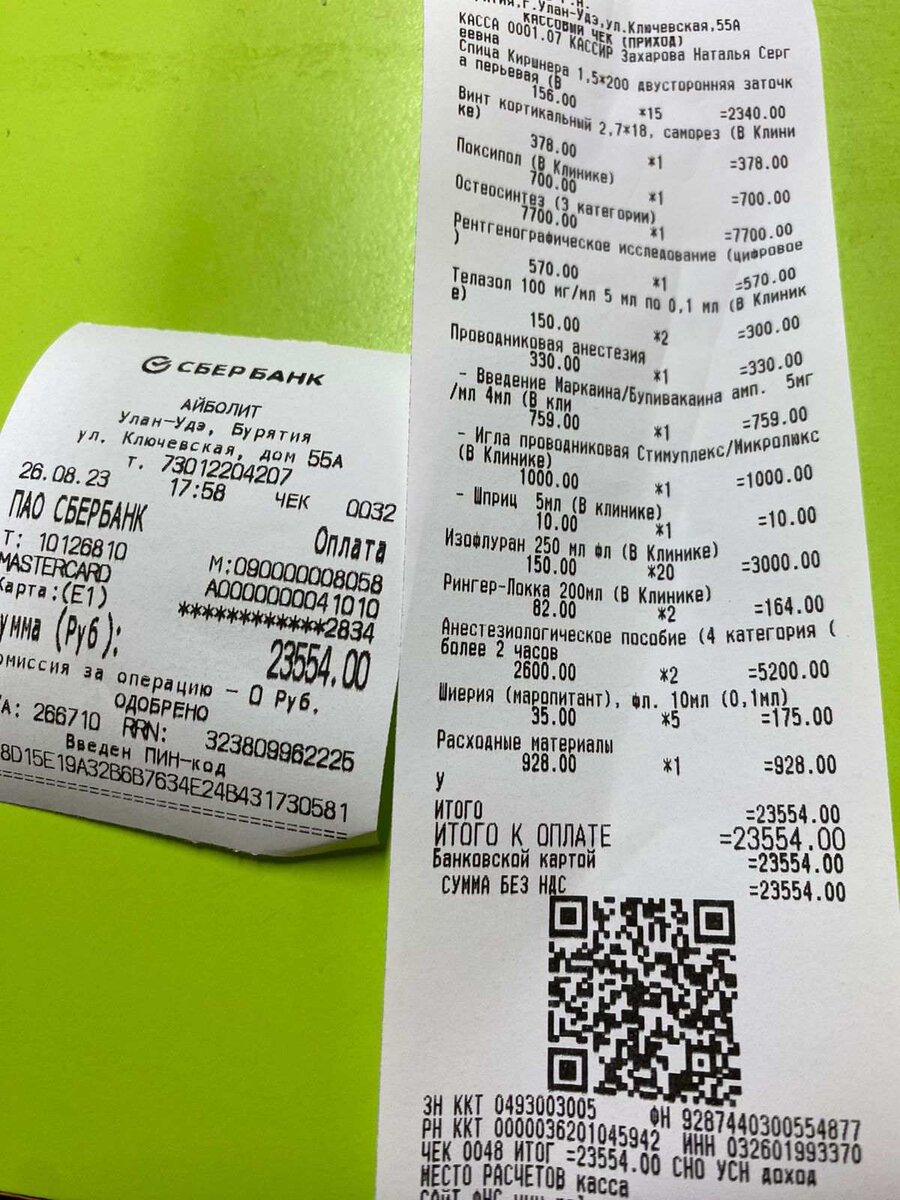 СБЕРБАНК
АЙБОЛИТ
Улан-Удэ, Бурятия
ул. Ключевская, дом 55А
т. 73012204207
26.08.23 17:58 ЧЕК 0032
ПАО СБЕРБАНК Оплата
Т: 10126810 М:090000008058
MASTERCARD A0000000041010
Карта:(E1) ************2834
умма (Руб): 23554.00
омиссия за операцию – 0 Руб.
ОДОБРЕНО
А: 266710 RRN: 323809962225
Введен ПИН-код
8D15E19A32B6B7634E24B431730581
================================
г.Улан-Удэ,ул.Ключевская,55А
КАССОВЫЙ ЧЕК (ПРИХОД)
КАССА 0001.07 КАССИР Захарова Наталья Серг
еевна
Спица Киршнера 1,5*200 двусторонняя заточк
а перьевая (В
156.00 *15 =2340.00
Винт кортикальный 2,7*18, саморез (В Клини
ке)
378.00 *1 =378.00
Поксипол (В Клинике)
700.00 *1 =700.00
Остеосинтез (3 категории)
7700.00 *1 =7700.00
Рентгенографическое исследование (цифровое
)
570.00 *1 =570.00
Телазол 100 мг/мл 5 мл по 0,1 мл (В Клиник
е)
150.00 *2 =300.00
Проводниковая анестезия
330.00 *1 =330.00
- Введение Маркаина/Бупивакаина амп. 5мг
/мл 4мл (В кли
759.00 *1 =759.00
- Игла проводниковая Стимуплекс/Микролюкс
(В Клинике)
1000.00 *1 =1000.00
- Шприц 5мл (В клинике)
10.00 *1 =10.00
Изофлуран 250 мл фл (В Клинике)
150.00 *20 =3000.00
Рингер-Локка 200мл (В Клинике)
82.00 *2 =164.00
Анестезиологическое пособие (4 категория (
более 2 часов
2600.00 *2 =5200.00
Шиерия (маропитант), фл. 10мл (0,1мл)
35.00 *5 =175.00
Расходные материалы
928.00 *1 =928.00
У
ИТОГО =23554.00
ИТОГО К ОПЛАТЕ =23554.00
Банковской картой =23554.00
СУММА БЕЗ НДС =23554.00
ЗН ККТ 0493003005 ФН 9287440300554877
РН ККТ 0000036201045942 ИНН 032601993370
ЧЕК 0048 ИТОГ =23554.00 СНО УСН доход
МЕСТО РАСЧЕТОВ касса
САЙТ ФНС